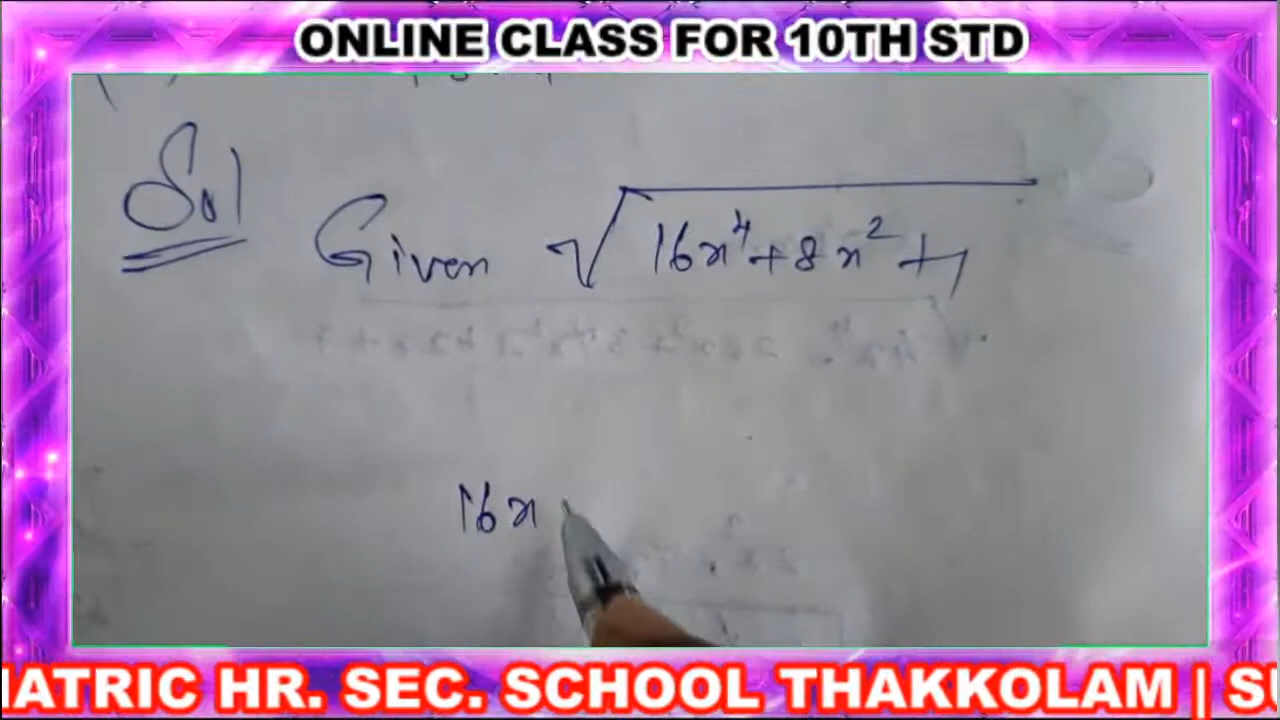 ONLINE CLASS FOR 10TH STD
Sol
Given √16x⁴+8x²+1
16x
IATRIC HR. SEC. SCHOOL THAKKOLAM | SU